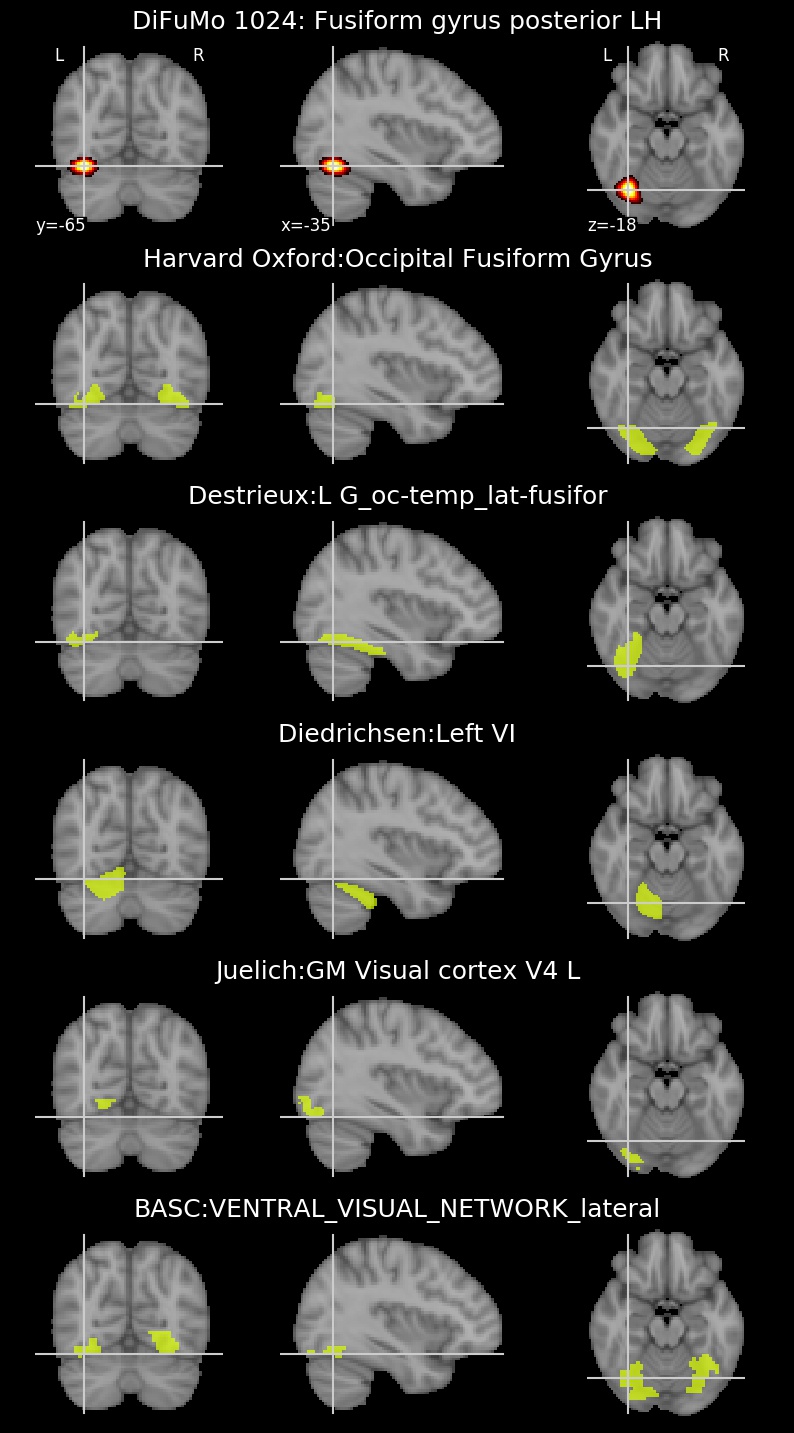 DiFuMo 1024: Fusiform gyrus posterior LH
L R L R
y=-65 x=-35 z=-18
Harvard Oxford:Occipital Fusiform Gyrus
Destrieux:L G_oc-temp_lat-fusifor
Diedrichsen:Left VI
Juelich:GM Visual cortex V4 L
BASC:VENTRAL_VISUAL_NETWORK_lateral